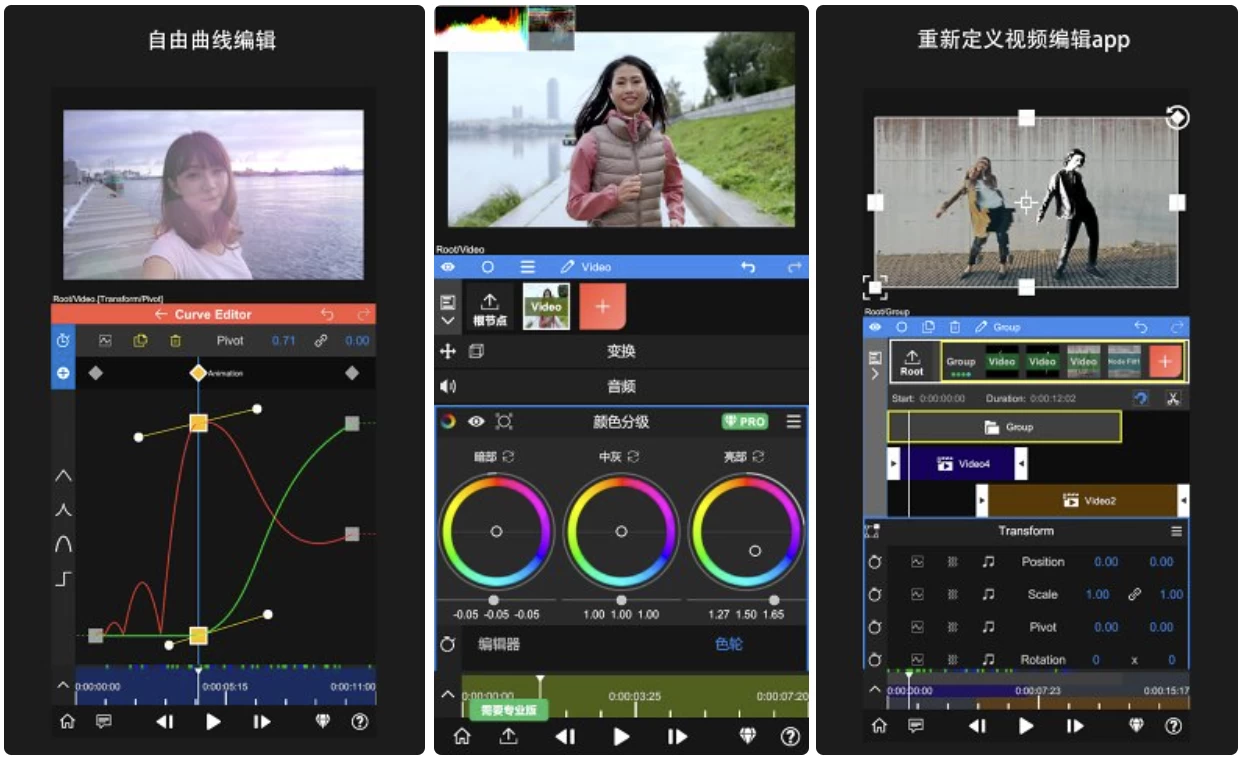 自由曲线编辑
Root/Video.[Transform/Pivot]
Curve Editor
Pivot 0.71 0.00
Animation
0:00:00:00 0:00:05:15 0:00:11:00
Root/Video
Video
根节点 Video
变换
音频
颜色分级 PRO
暗部 中灰 亮部
-0.05 -0.05 -0.05 1.00 1.00 1.00 1.27 1.50 1.65
编辑器 色轮
0:00:00:00 0:00:03:25 0:00:07:20
需要专业版
重新定义视频编辑app
Root/Group
Group
Root Group Video Video Video Node Fill1
Start: 0:00:00:00 Duration: 0:00:12:02
Group
Video4
Video2
Transform
Position 0.00 0.00
Scale 1.00 1.00
Pivot 0.00 0.00
Rotation 0 x 0
0:00:00:00 0:00:07:23 0:00:15:17